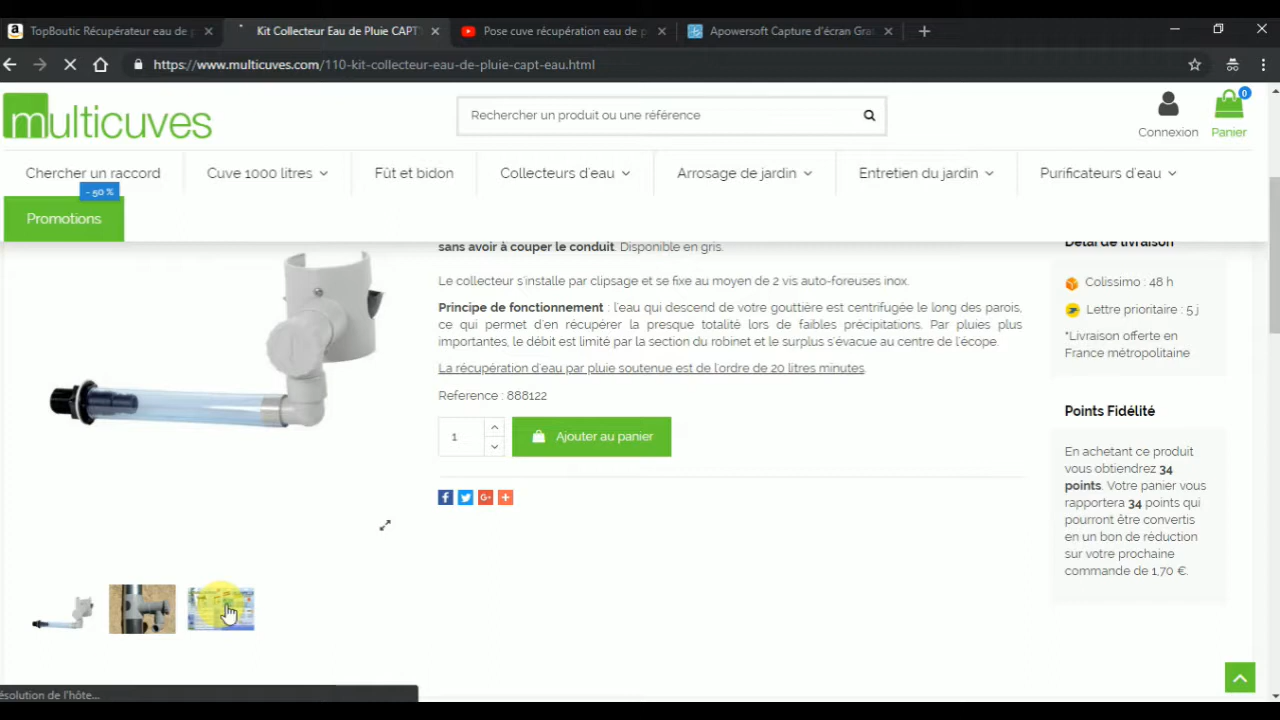 TopBoutic Récupérateur eau de
Kit Collecteur Eau de Pluie CAPT
Pose cuve récupération eau de p
Apowersoft Capture d'écran Gra
https://www.multicuves.com/110-kit-collecteur-eau-de-pluie-capt-eau.html
multicuves
Rechercher un produit ou une référence
0
Connexion
Panier
Chercher un raccord
Cuve 1000 litres
Fût et bidon
Collecteurs d'eau
Arrosage de jardin
Entretien du jardin
Purificateurs d'eau
- 50 %
Promotions
sans avoir à couper le conduit. Disponible en gris.
Le collecteur s'installe par clipsage et se fixe au moyen de 2 vis auto-foreuses inox.
Principe de fonctionnement : l'eau qui descend de votre gouttière est centrifugée le long des parois,
ce qui permet d'en récupérer la presque totalité lors de faibles précipitations. Par pluies plus
importantes, le débit est limité par la section du robinet et le surplus s'évacue au centre de l'écope.
La récupération d'eau par pluie soutenue est de l'ordre de 20 litres minutes.
Reference : 888122
1
Ajouter au panier
Délai de livraison
Colissimo : 48 h
Lettre prioritaire : 5 j
*Livraison offerte en
France métropolitaine
Points Fidélité
En achetant ce produit
vous obtiendrez 34
points. Votre panier vous
rapportera 34 points qui
pourront être convertis
en un bon de réduction
sur votre prochaine
commande de 1,70 €.
ésolution de l'hôte...